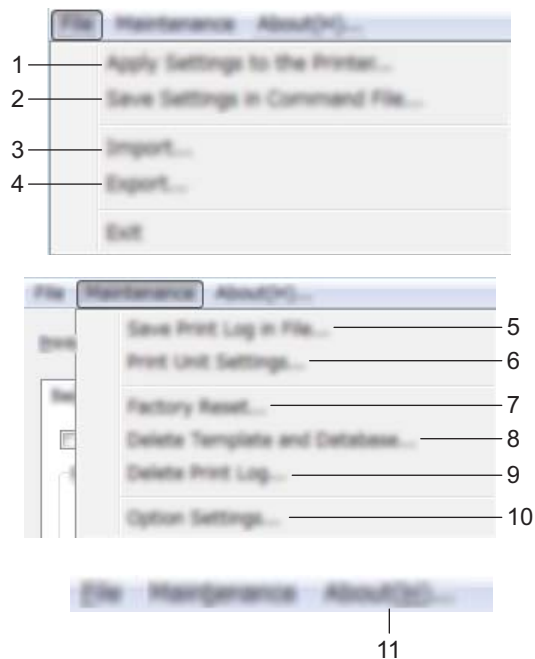 File Maintenance About(H)...
1 Apply Settings to the Printer...
2 Save Settings in Command File...
3 Import...
4 Export...
Exit
File Maintenance About(H)...
Save Print Log in File... 5
Print Unit Settings... 6
Factory Reset... 7
Delete Template and Database... 8
Delete Print Log... 9
Option Settings... 10
File Maintenance About(H)...
11